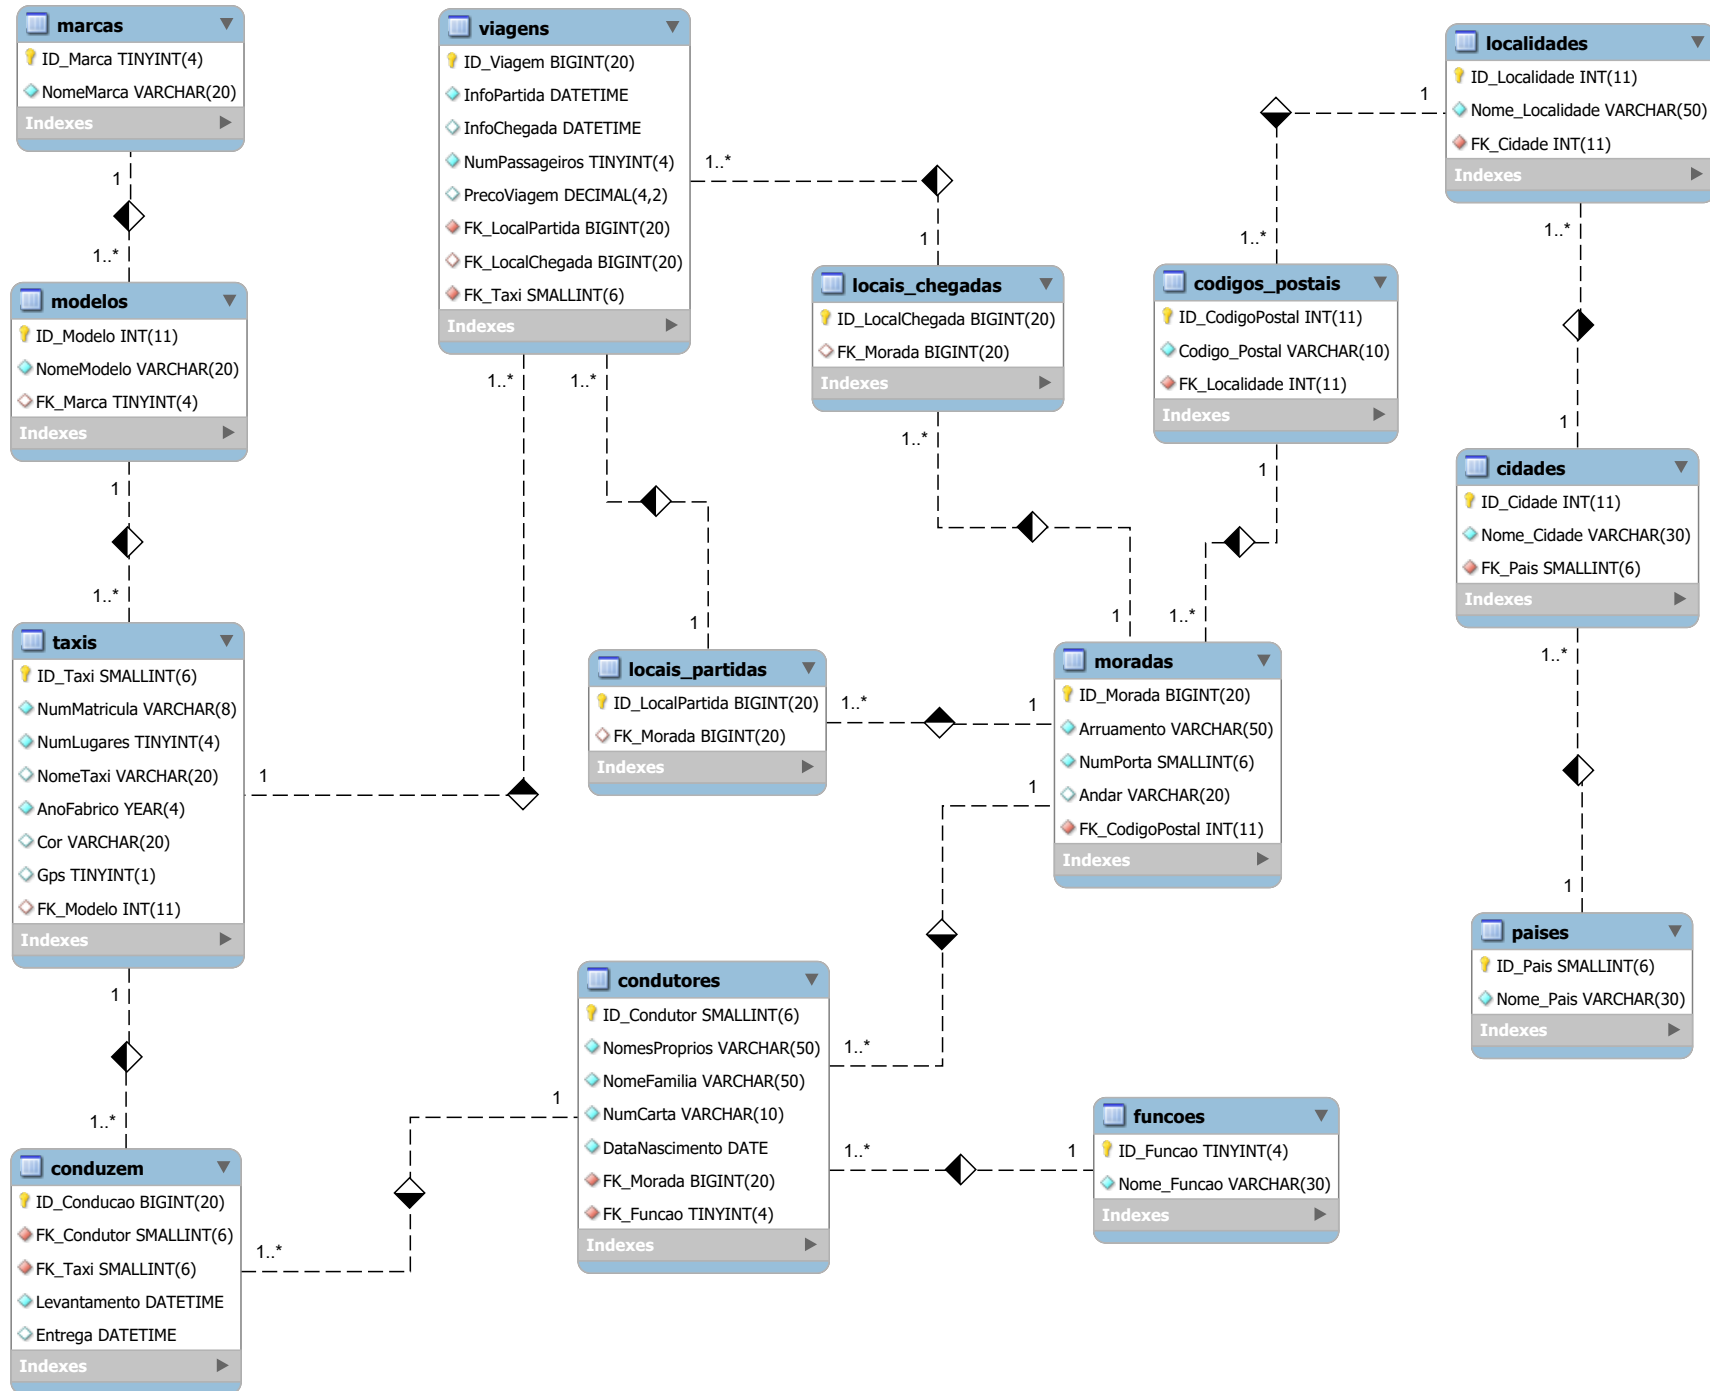 marcas
ID_Marca TINYINT(4)
NomeMarca VARCHAR(20)
Indexes
1
1..*
modelos
ID_Modelo INT(11)
NomeModelo VARCHAR(20)
FK_Marca TINYINT(4)
Indexes
1
1..*
taxis
ID_Taxi SMALLINT(6)
NumMatricula VARCHAR(8)
NumLugares TINYINT(4)
NomeTaxi VARCHAR(20)
AnoFabrico YEAR(4)
Cor VARCHAR(20)
Gps TINYINT(1)
FK_Modelo INT(11)
Indexes
1
1
1..*
conduzem
ID_Conducao BIGINT(20)
FK_Condutor SMALLINT(6)
FK_Taxi SMALLINT(6)
Levantamento DATETIME
Entrega DATETIME
Indexes
1..*
viagens
ID_Viagem BIGINT(20)
InfoPartida DATETIME
InfoChegada DATETIME
NumPassageiros TINYINT(4)
PrecoViagem DECIMAL(4,2)
FK_LocalPartida BIGINT(20)
FK_LocalChegada BIGINT(20)
FK_Taxi SMALLINT(6)
Indexes
1..*
1..*
1..*
1
locais_chegadas
ID_LocalChegada BIGINT(20)
FK_Morada BIGINT(20)
Indexes
1..*
1
1
locais_partidas
ID_LocalPartida BIGINT(20)
FK_Morada BIGINT(20)
Indexes
1..*
1
moradas
ID_Morada BIGINT(20)
Arruamento VARCHAR(50)
NumPorta SMALLINT(6)
Andar VARCHAR(20)
FK_CodigoPostal INT(11)
Indexes
1
1..*
1
condutores
ID_Condutor SMALLINT(6)
NomesProprios VARCHAR(50)
NomeFamilia VARCHAR(50)
NumCarta VARCHAR(10)
DataNascimento DATE
FK_Morada BIGINT(20)
FK_Funcao TINYINT(4)
Indexes
1
1..*
1..*
1
funcoes
ID_Funcao TINYINT(4)
Nome_Funcao VARCHAR(30)
Indexes
codigos_postais
ID_CodigoPostal INT(11)
Codigo_Postal VARCHAR(10)
FK_Localidade INT(11)
Indexes
1..*
1
localidades
ID_Localidade INT(11)
Nome_Localidade VARCHAR(50)
FK_Cidade INT(11)
Indexes
1..*
1
cidades
ID_Cidade INT(11)
Nome_Cidade VARCHAR(30)
FK_Pais SMALLINT(6)
Indexes
1..*
1
paises
ID_Pais SMALLINT(6)
Nome_Pais VARCHAR(30)
Indexes